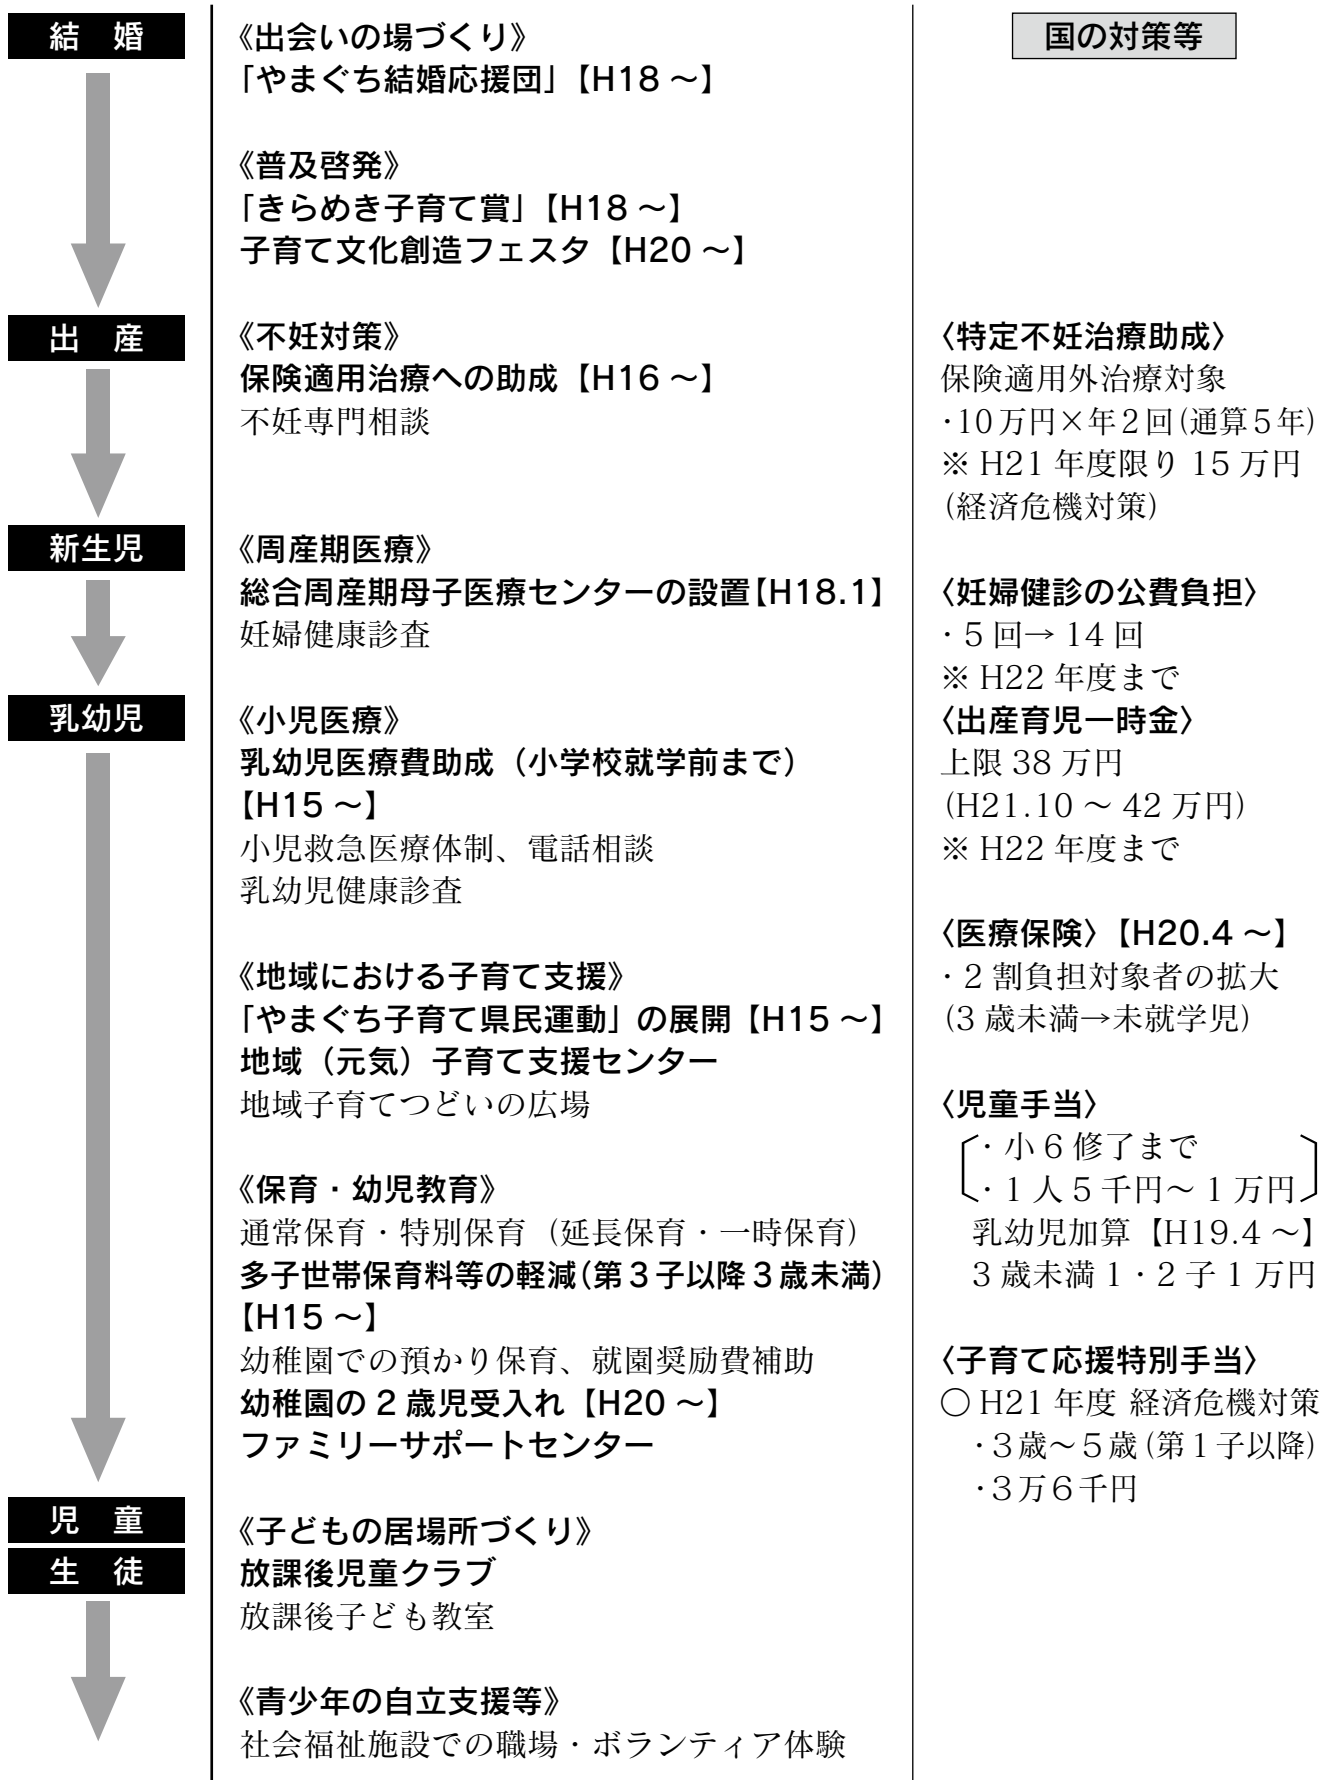 結　婚
《出会いの場づくり》
「やまぐち結婚応援団」【H18～】
《普及啓発》
「きらめき子育て賞」【H18～】
子育て文化創造フェスタ【H20～】
出　産
《不妊対策》
保険適用治療への助成【H16～】
不妊専門相談
新生児
《周産期医療》
総合周産期母子医療センターの設置【H18.1】
妊婦健康診査
乳幼児
《小児医療》
乳幼児医療費助成（小学校就学前まで）
【H15～】
小児救急医療体制、電話相談
乳幼児健康診査
《地域における子育て支援》
「やまぐち子育て県民運動」の展開【H15～】
地域（元気）子育て支援センター
地域子育てつどいの広場
《保育・幼児教育》
通常保育・特別保育（延長保育・一時保育）
多子世帯保育料等の軽減(第３子以降３歳未満)
【H15～】
幼稚園での預かり保育、就園奨励費補助
幼稚園の２歳児受入れ【H20～】
ファミリーサポートセンター
児　童
生　徒
《子どもの居場所づくり》
放課後児童クラブ
放課後子ども教室
《青少年の自立支援等》
社会福祉施設での職場・ボランティア体験
国の対策等
〈特定不妊治療助成〉
保険適用外治療対象
・10万円×年２回(通算５年)
※ H21 年度限り 15 万円
(経済危機対策)
〈妊婦健診の公費負担〉
・５回→ 14 回
※ H22 年度まで
〈出産育児一時金〉
上限 38 万円
(H21.10 ～ 42 万円)
※ H22 年度まで
〈医療保険〉【H20.4～】
・２割負担対象者の拡大
(３歳未満→未就学児)
〈児童手当〉
・小６修了まで
・１人５千円～１万円
乳幼児加算【H19.4～】
３歳未満１・２子１万円
〈子育て応援特別手当〉
○ H21 年度 経済危機対策
・３歳～５歳(第１子以降)
・３万６千円